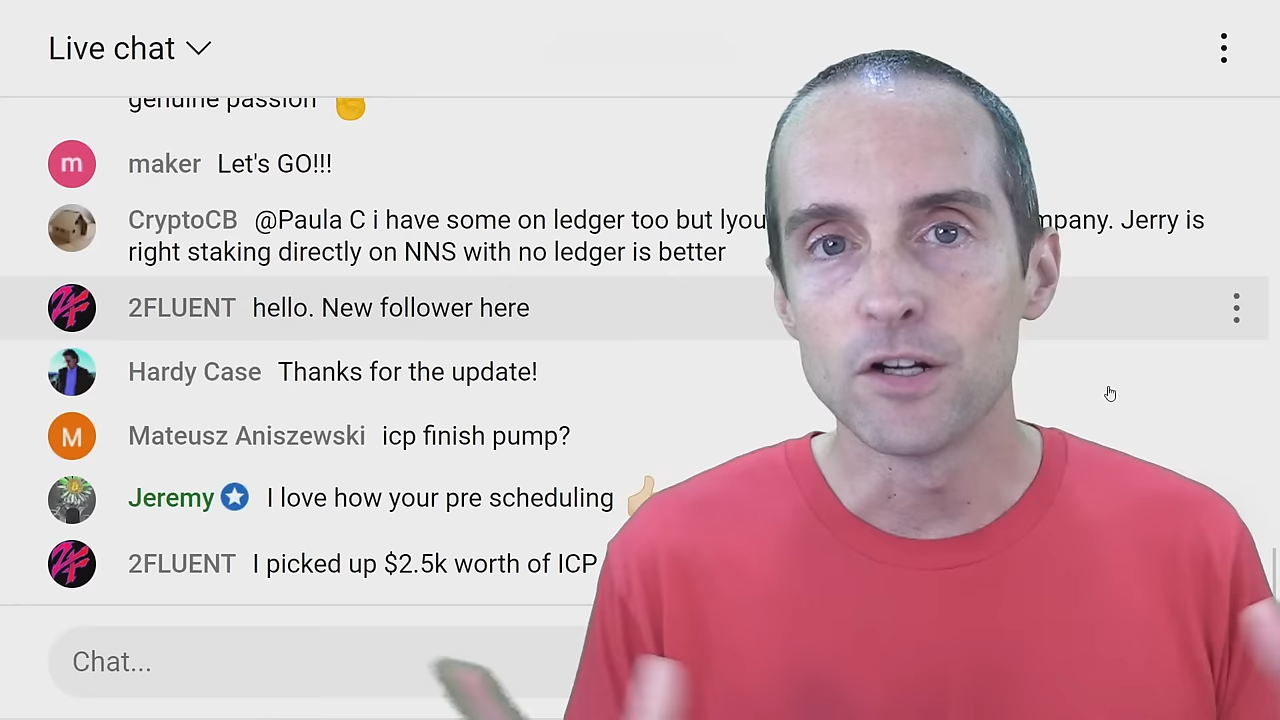 Live chat
genuine passion
m
maker Let's GO!!!
CryptoCB @Paula C i have some on ledger too but lyou mpany. Jerry is
right staking directly on NNS with no ledger is better
2FLUENT hello. New follower here
Hardy Case Thanks for the update!
M
Mateusz Aniszewski icp finish pump?
Jeremy I love how your pre scheduling
2FLUENT I picked up $2.5k worth of ICP
Chat...